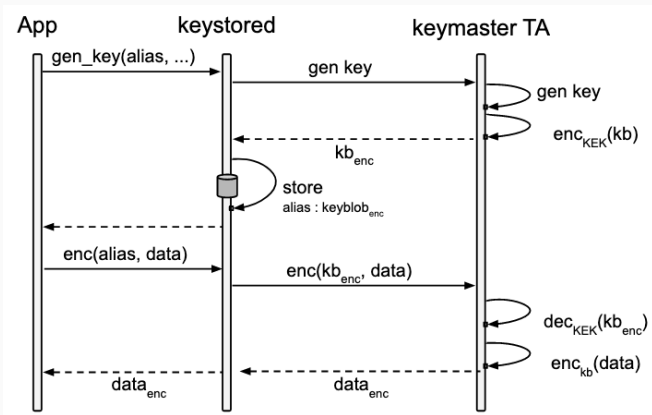 App
keystored
keymaster TA
gen_key(alias, ...)
gen key
gen key
enc_KEK(kb)
kb_enc
store
alias : keyblob_enc
enc(alias, data)
enc(kb_enc, data)
dec_KEK(kb_enc)
enc_kb(data)
data_enc
data_enc